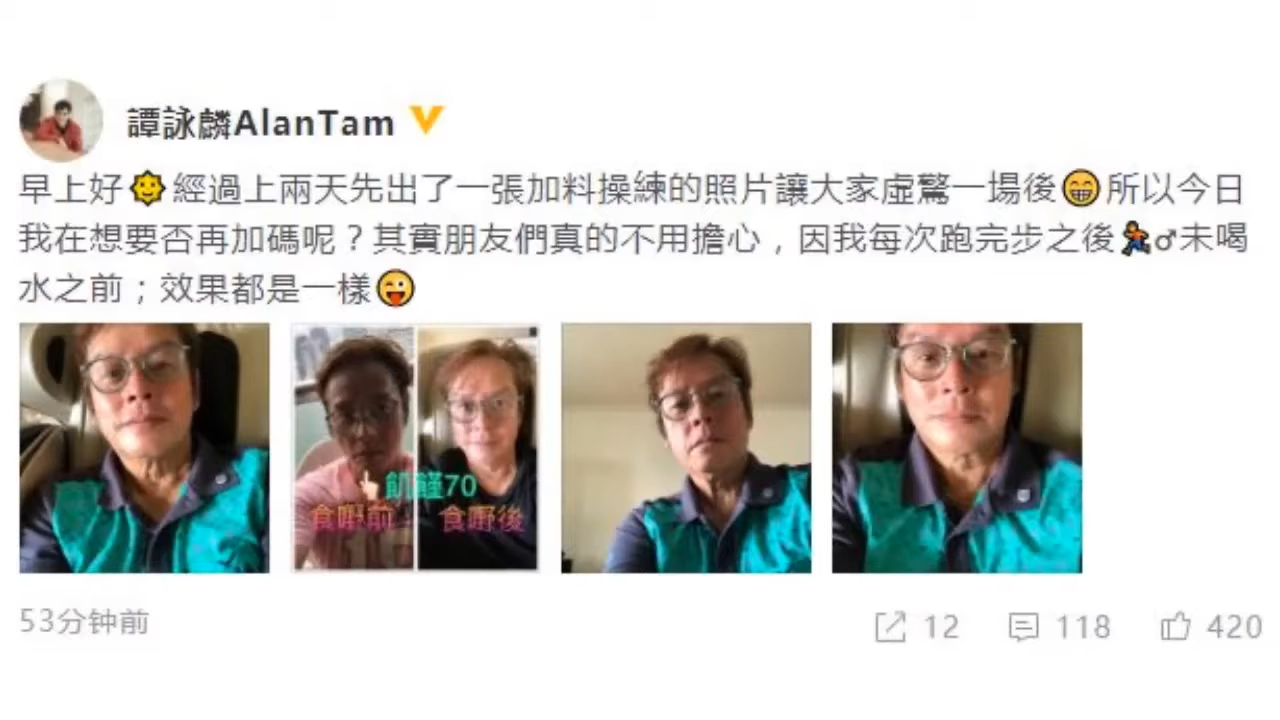 譚詠麟AlanTam
早上好🌞經過上兩天先出了一張加料操練的照片讓大家虛驚一場後😁所以今日
我在想要否再加碼呢？其實朋友們真的不用擔心，因我每次跑完步之後🏃♂未喝
水之前；效果都是一樣😜
飢饉70
食嘢前
食嘢後
53分钟前
12
118
420